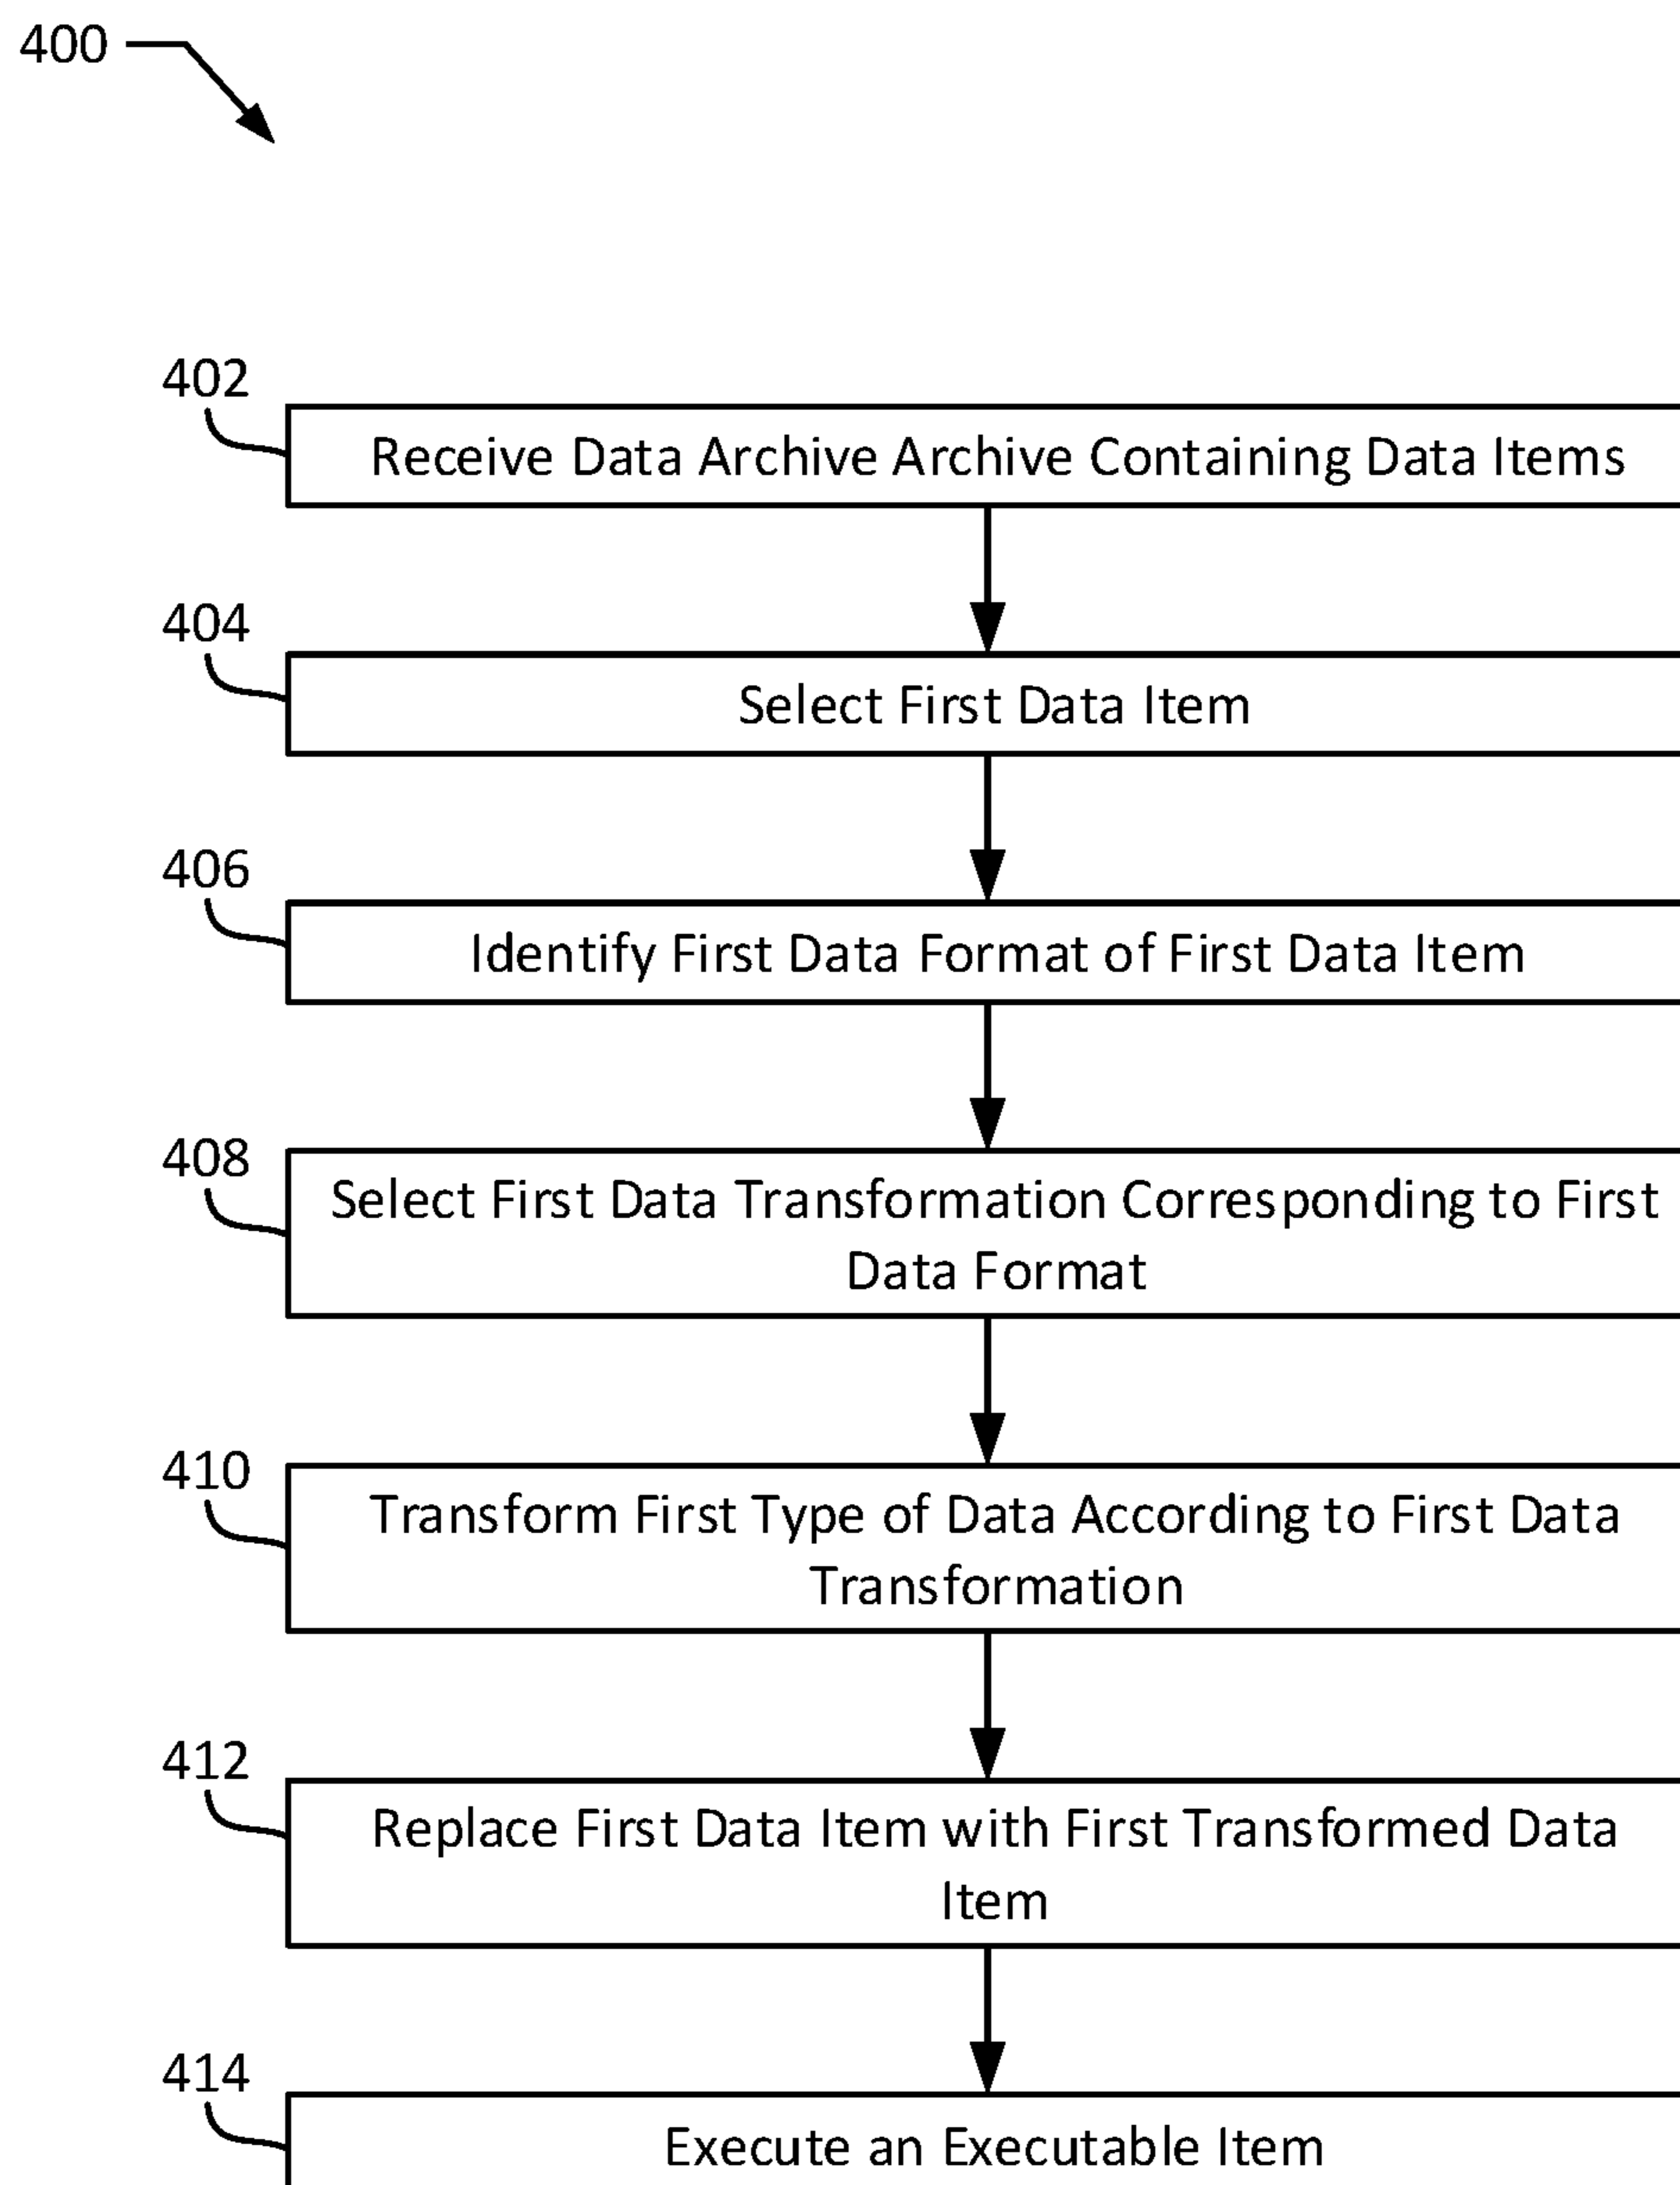 400
402
Receive Data Archive Archive Containing Data Items
404
Select First Data Item
406
Identify First Data Format of First Data Item
408
Select First Data Transformation Corresponding to First
Data Format
410
Transform First Type of Data According to First Data
Transformation
412
Replace First Data Item with First Transformed Data
Item
414
Execute an Executable Item